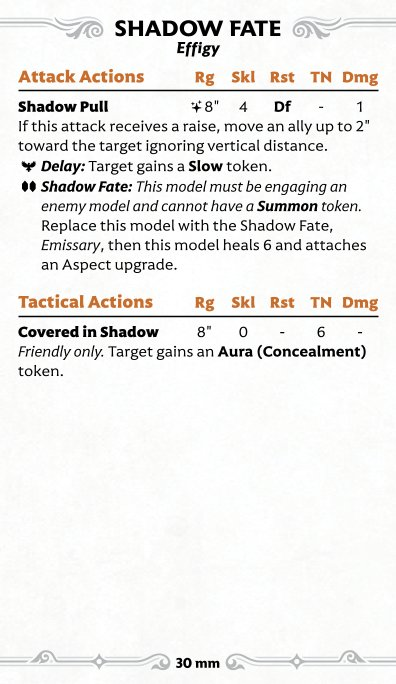 SHADOW FATE
Effigy
Attack Actions Rg Skl Rst TN Dmg
Shadow Pull 8" 4 Df - 1
If this attack receives a raise, move an ally up to 2"
toward the target ignoring vertical distance.
Delay: Target gains a Slow token.
Shadow Fate: This model must be engaging an
enemy model and cannot have a Summon token.
Replace this model with the Shadow Fate,
Emissary, then this model heals 6 and attaches
an Aspect upgrade.
Tactical Actions Rg Skl Rst TN Dmg
Covered in Shadow 8" 0 - 6 -
Friendly only. Target gains an Aura (Concealment)
token.
30 mm